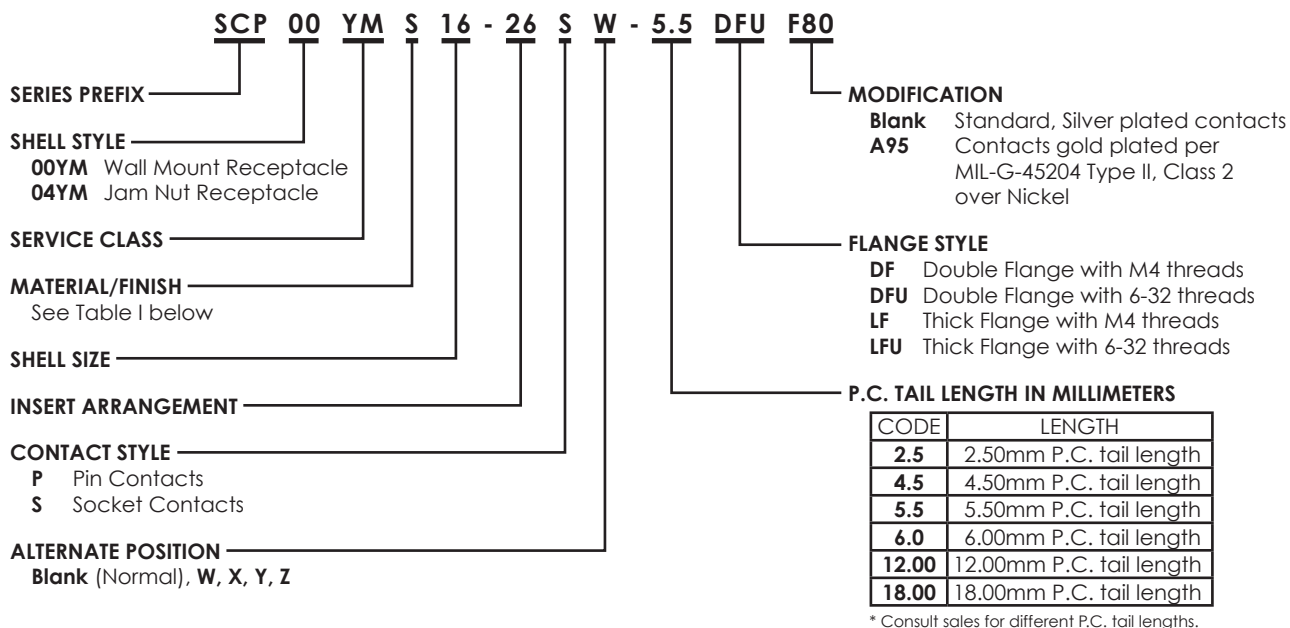 SCP 00 YM S 16 - 26 S W - 5.5 DFU F80
SERIES PREFIX
SHELL STYLE
00YM Wall Mount Receptacle
04YM Jam Nut Receptacle
SERVICE CLASS
MATERIAL/FINISH
See Table I below
SHELL SIZE
INSERT ARRANGEMENT
CONTACT STYLE
P Pin Contacts
S Socket Contacts
ALTERNATE POSITION
Blank (Normal), W, X, Y, Z
MODIFICATION
Blank Standard, Silver plated contacts
A95 Contacts gold plated per
MIL-G-45204 Type II, Class 2
over Nickel
FLANGE STYLE
DF Double Flange with M4 threads
DFU Double Flange with 6-32 threads
LF Thick Flange with M4 threads
LFU Thick Flange with 6-32 threads
P.C. TAIL LENGTH IN MILLIMETERS
CODE LENGTH
2.5 2.50mm P.C. tail length
4.5 4.50mm P.C. tail length
5.5 5.50mm P.C. tail length
6.0 6.00mm P.C. tail length
12.00 12.00mm P.C. tail length
18.00 18.00mm P.C. tail length
* Consult sales for different P.C. tail lengths.